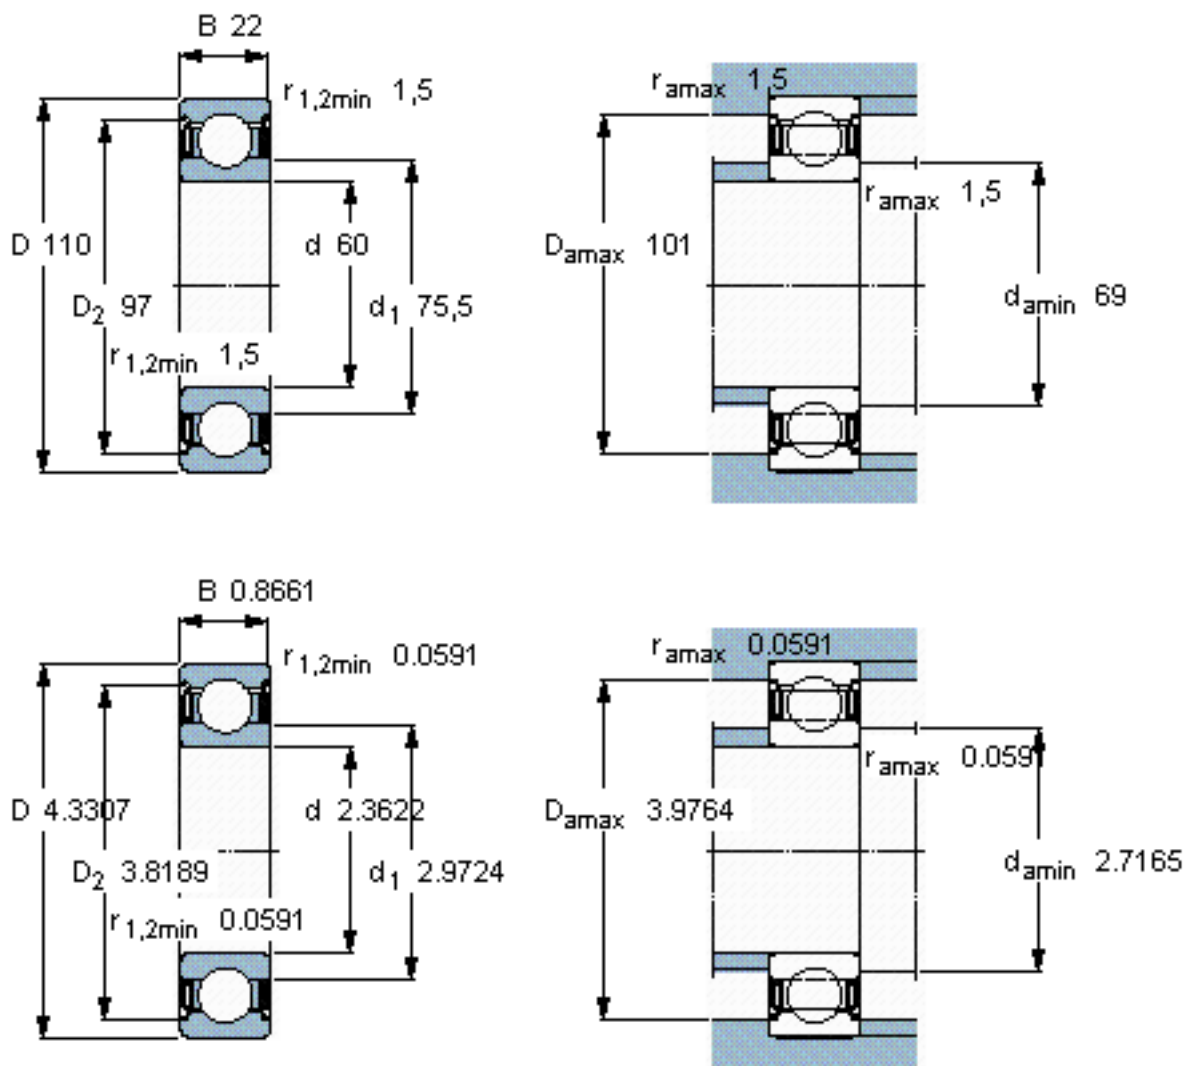 B 22
r1,2min 1,5
D 110
D2 97
d 60
d1 75,5
r1,2min 1,5
ramax 1,5
ramax 1,5
Damax 101
damin 69
B 0.8661
r1,2min 0.0591
D 4.3307
D2 3.8189
d 2.3622
d1 2.9724
r1,2min 0.0591
ramax 0.0591
ramax 0.0591
Damax 3.9764
damin 2.7165